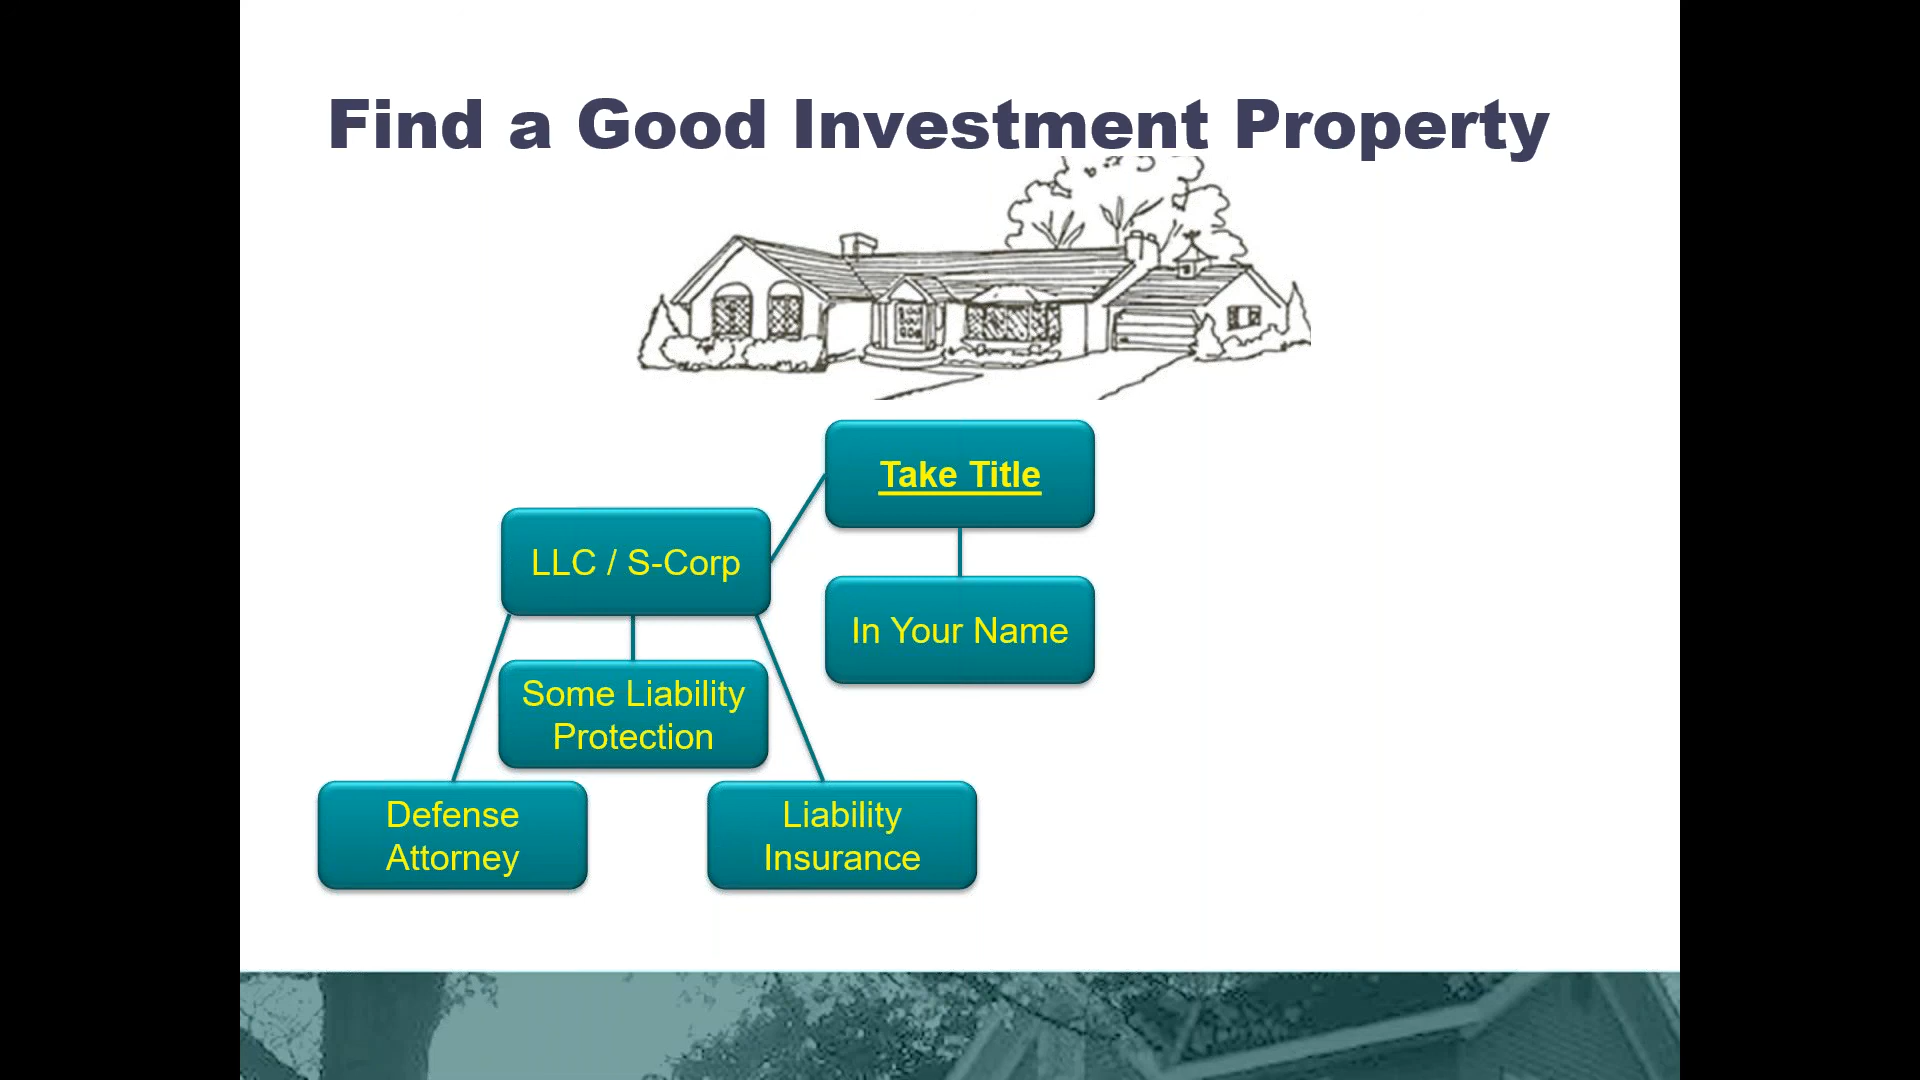 Find a Good Investment Property
Take Title
LLC / S-Corp
In Your Name
Some Liability
Protection
Defense
Attorney
Liability
Insurance